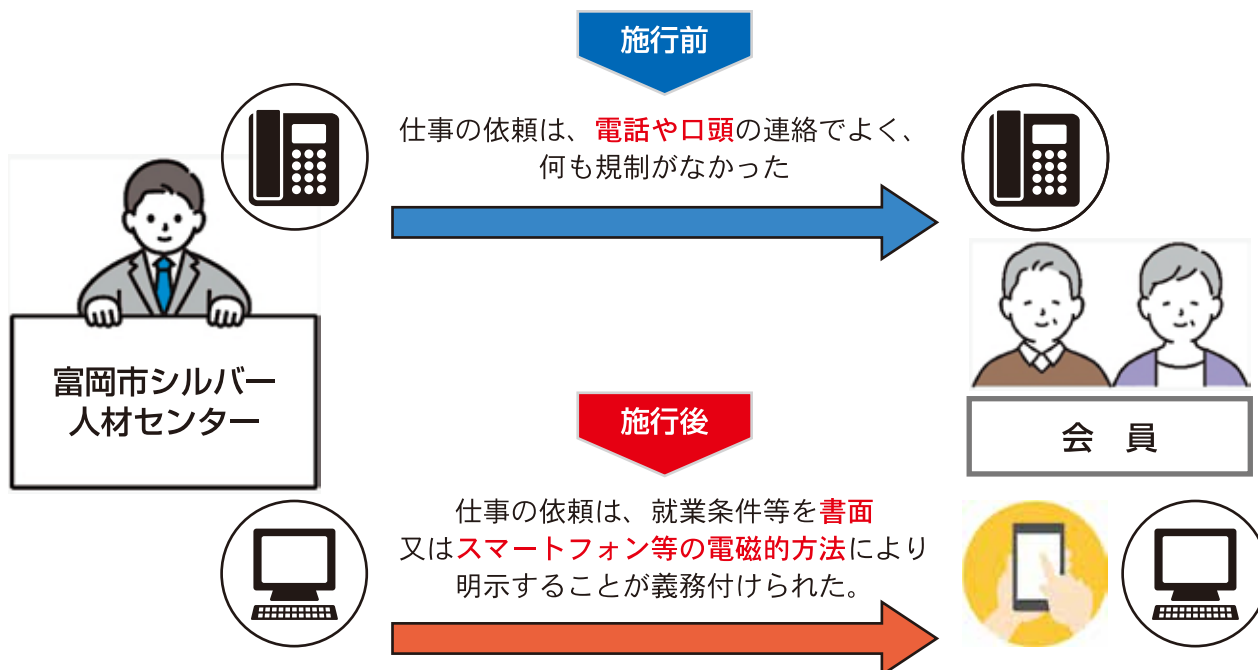 施行前
仕事の依頼は、電話や口頭の連絡でよく、
何も規制がなかった
富岡市シルバー
人材センター
会 員
施行後
仕事の依頼は、就業条件等を書面
又はスマートフォン等の電磁的方法により
明示することが義務付けられた。